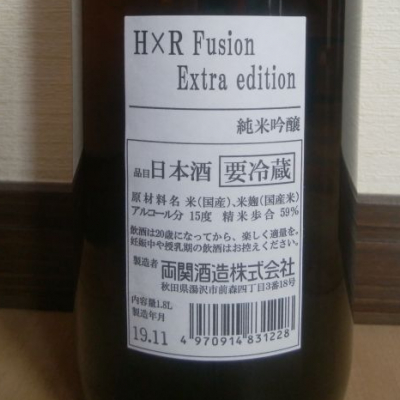 H×R Fusion
Extra edition
純米吟醸
品目 日本酒 要冷蔵
原材料名 米(国産)、米麹(国産米)
アルコール分 15度 精米歩合 59%
飲酒は20歳になってから、楽しく適量を。
妊娠中や授乳期の飲酒はお控えください。
製造者 両関酒造株式会社
秋田県湯沢市前森四丁目3番18号
内容量1.8L
製造年月
19.11
4 970914 831228